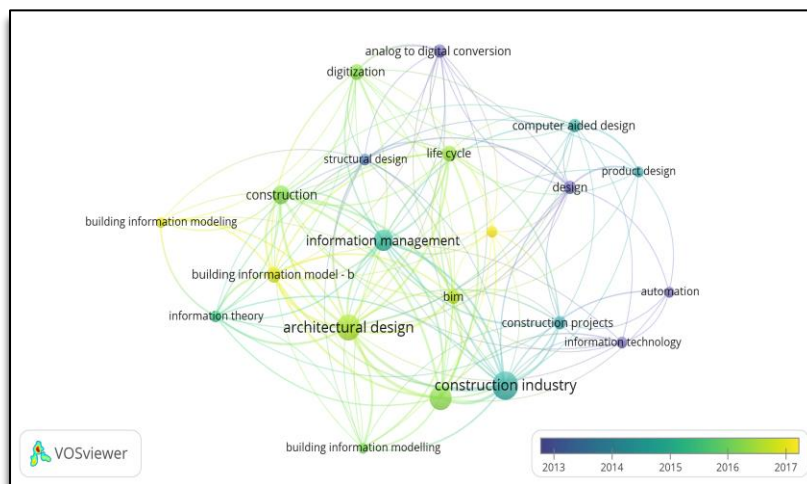 analog to digital conversion
digitization
computer aided design
structural design
life cycle
product design
design
construction
building information modeling
information management
building information model - b
bim
automation
information theory
construction projects
architectural design
information technology
construction industry
building information modelling
VOSviewer
2013 2014 2015 2016 2017